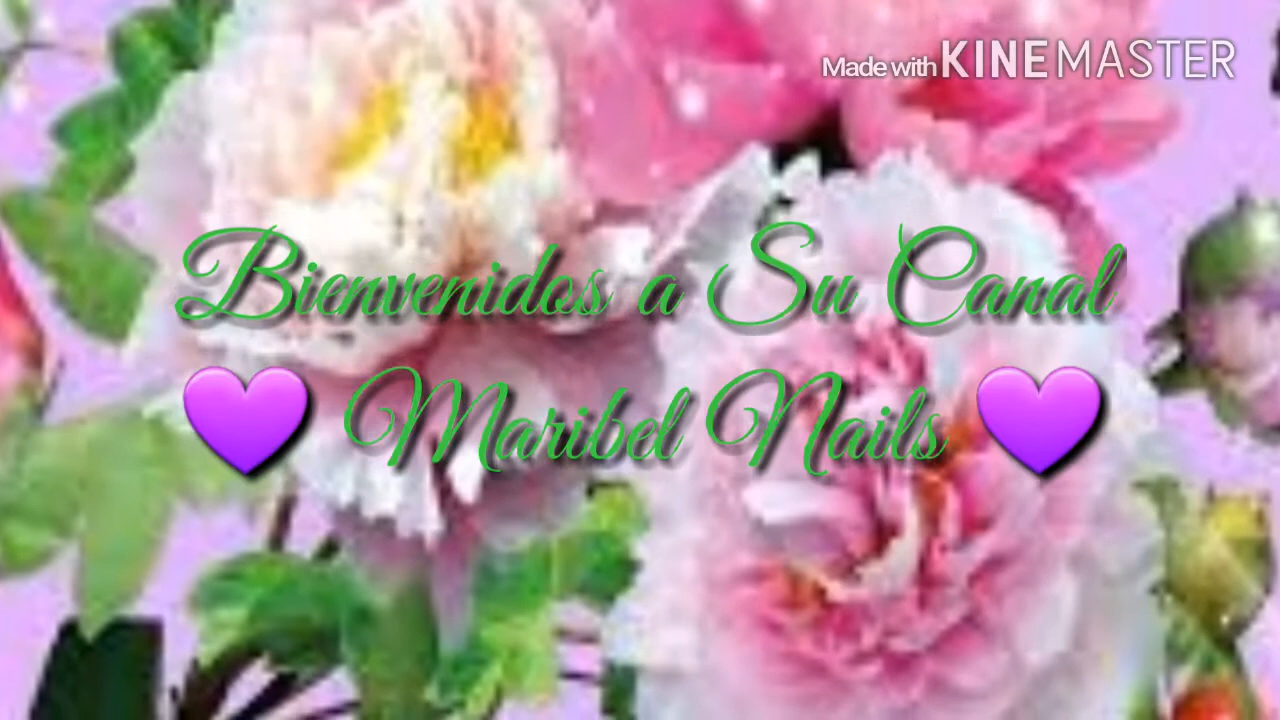 Made with KINEMASTER
Bienvenidos a Su Canal
💜 Maribel Nails 💜